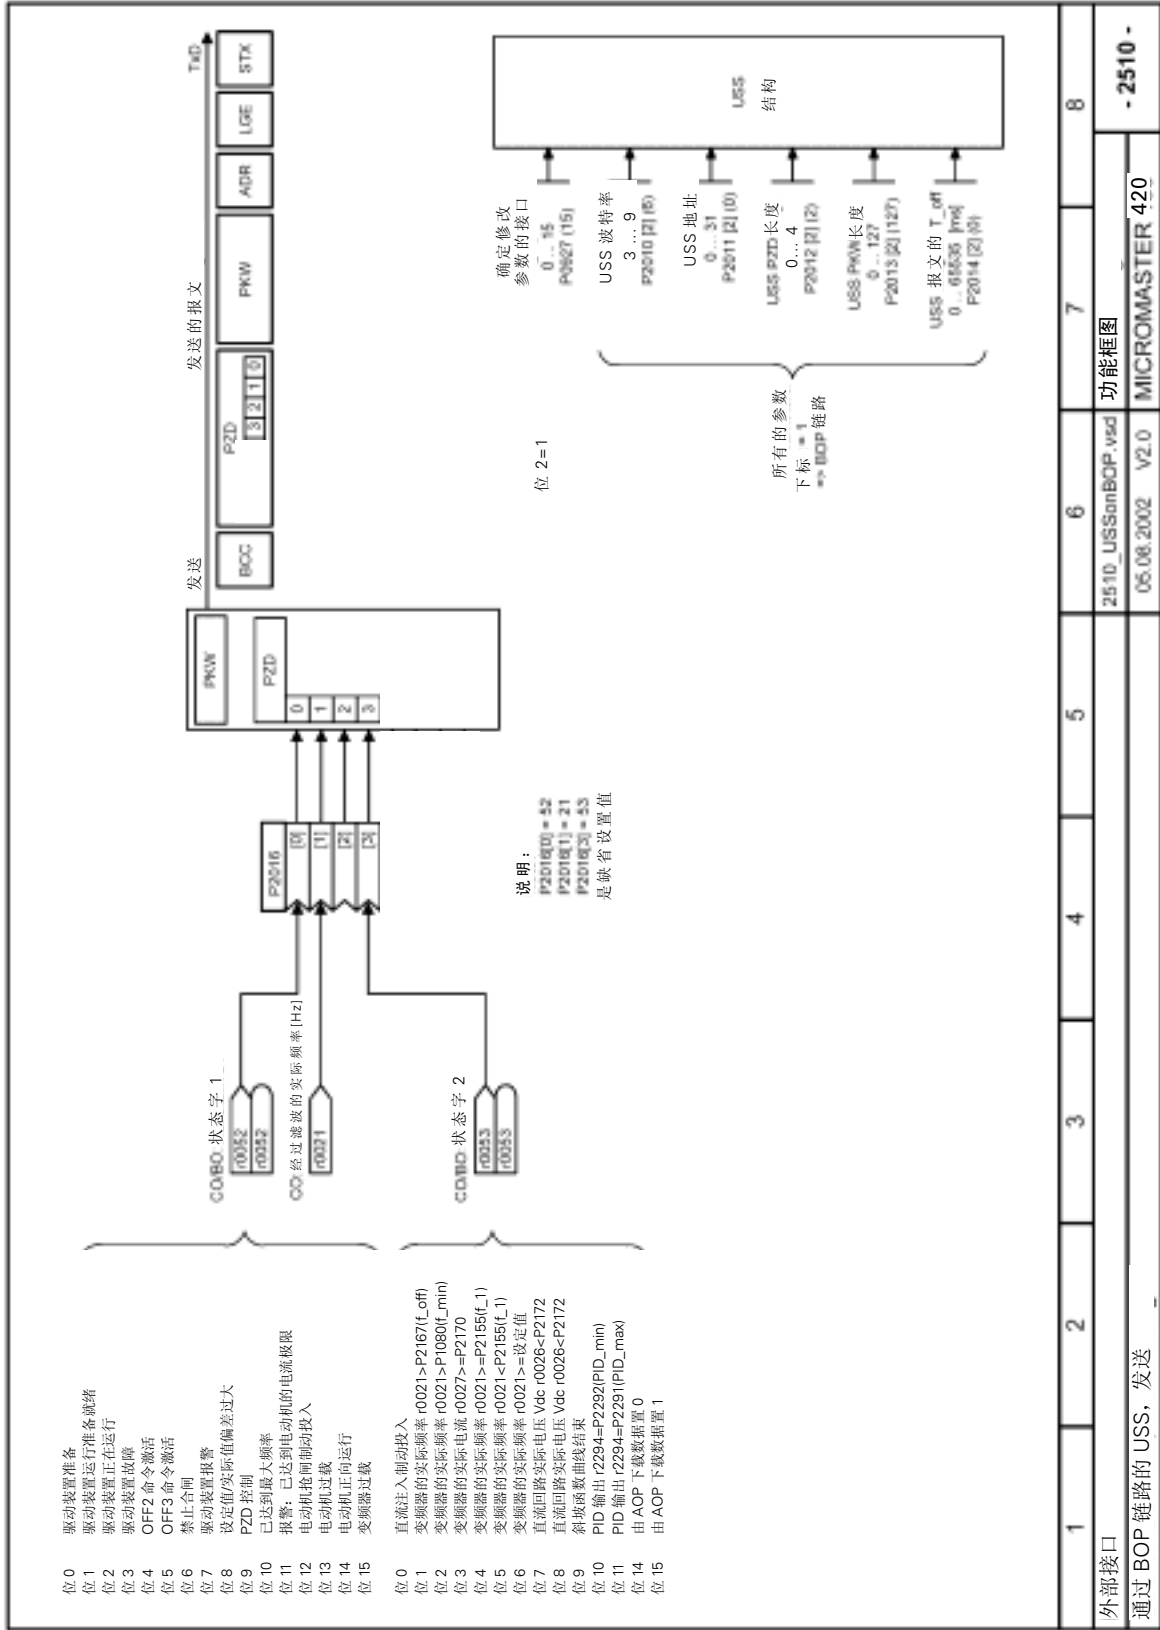 位 0 驱动装置准备
位 1 驱动装置运行准备就绪
位 2 驱动装置正在运行
位 3 驱动装置故障
位 4 OFF2 命令激活
位 5 OFF3 命令激活
位 6 禁止合闸
位 7 驱动装置报警
位 8 设定值/实际值偏差过大
位 9 PZD 控制
位 10 已达到最大频率
位 11 报警：已达到电动机的电流极限
位 12 电动机抱闸制动投入
位 13 电动机过载
位 14 电动机正向运行
位 15 变频器过载
位 0 直流注入制动投入
位 1 变频器的实际频率 r0021>P2167(f_off)
位 2 变频器的实际频率 r0021>P1080(f_min)
位 3 变频器的实际电流 r0027>=P2170
位 4 变频器的实际频率 r0021>=P2155(f_1)
位 5 变频器的实际频率 r0021<P2155(f_1)
位 6 变频器的实际频率 r0021>=设定值
位 7 直流回路实际电压 Vdc r0026<P2172
位 8 直流回路实际电压 Vdc r0026<P2172
位 9 斜坡函数曲线结束
位 10 PID 输出 r2294=P2292(PID_min)
位 11 PID 输出 r2294=P2291(PID_max)
位 14 由 AOP 下载数据置 0
位 15 由 AOP 下载数据置 1
CO/BO: 状态字 1
r0052
r0052
CO:经过滤波的实际频率[Hz]
r0021
CO/BO: 状态字 2
r0053
r0053
P2016
[0]
[1]
[2]
[3]
说明：
P2016[0] = 52
P2016[1] = 21
P2016[3] = 53
是缺省设置值
PKW
PZD
0
1
2
3
发送
发送的报文
TxD
BCC
PZD
3 2 1 0
PKW
ADR
LGE
STX
位 2=1
所有的参数
下标 = 1
=> BOP 链路
确定修改
参数的接口
0 ... 15
P0927 (15)
USS 波特率
3 ... 9
P2010 [2] (6)
USS 地址
0 ... 31
P2011 [2] (0)
USS PZD长度
0... 4
P2012 [2] (2)
USS PKW长度
0 ... 127
P2013 [2] (127)
USS 报文的 T_off
0 ... 65535 [ms]
P2014 [2] (0)
USS
结构
1 2 3 4 5 6 7 8
外部接口
2510_USSonBOP.vsd
功能框图
- 2510 -
通过 BOP 链路的 USS，发送
05.08.2002 V2.0
MICROMASTER 420